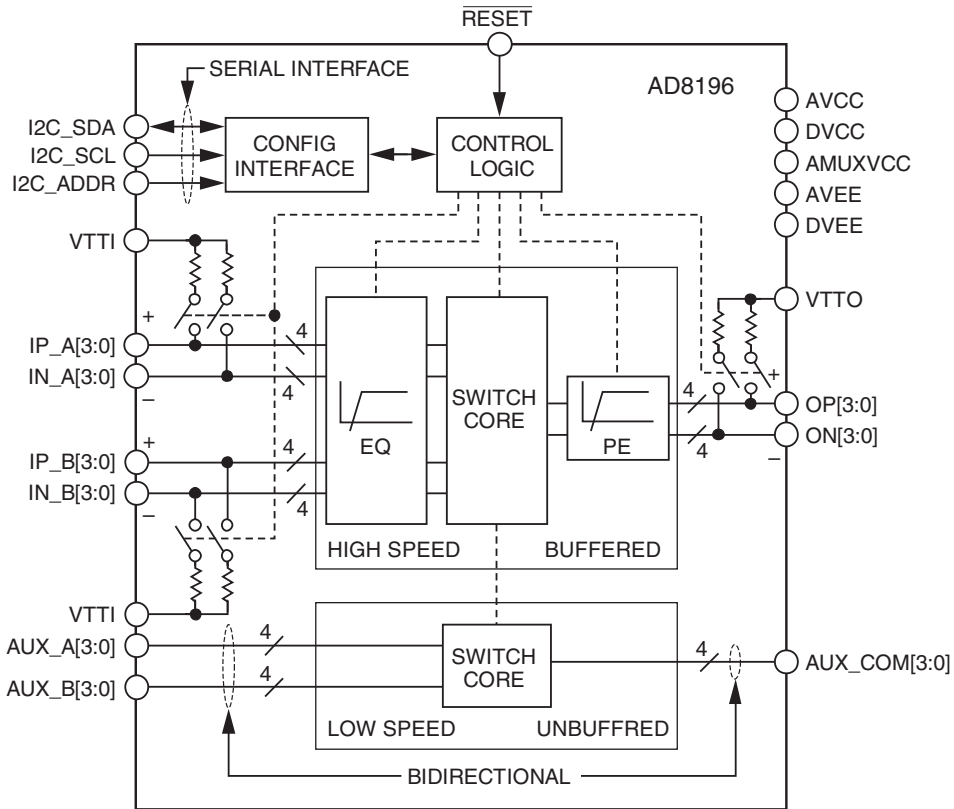 RESET
SERIAL INTERFACE
AD8196
I2C_SDA
I2C_SCL
I2C_ADDR
CONFIG
INTERFACE
CONTROL
LOGIC
AVCC
DVCC
AMUXVCC
AVEE
DVEE
VTTI
VTTO
+
IP_A[3:0]
4
IN_A[3:0]
4
–
+
IP_B[3:0]
4
IN_B[3:0]
4
–
EQ
SWITCH
CORE
PE
+
4
OP[3:0]
4
ON[3:0]
–
HIGH SPEED
BUFFERED
VTTI
AUX_A[3:0]
4
AUX_B[3:0]
4
SWITCH
CORE
4
AUX_COM[3:0]
LOW SPEED
UNBUFFRED
BIDIRECTIONAL